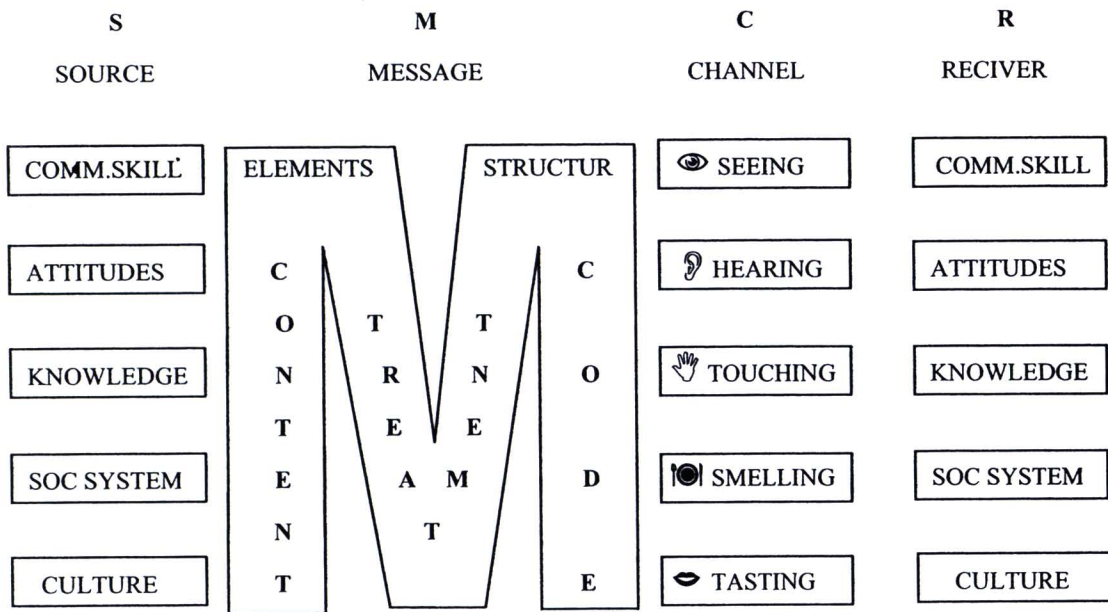 S M C R
SOURCE MESSAGE CHANNEL RECIVER
COMM.SKILL ELEMENTS STRUCTUR SEEING COMM.SKILL
ATTITUDES C C HEARING ATTITUDES
O T T
KNOWLEDGE N R N O TOUCHING KNOWLEDGE
T E E
SOC SYSTEM E A M D SMELLING SOC SYSTEM
N T
CULTURE T E TASTING CULTURE